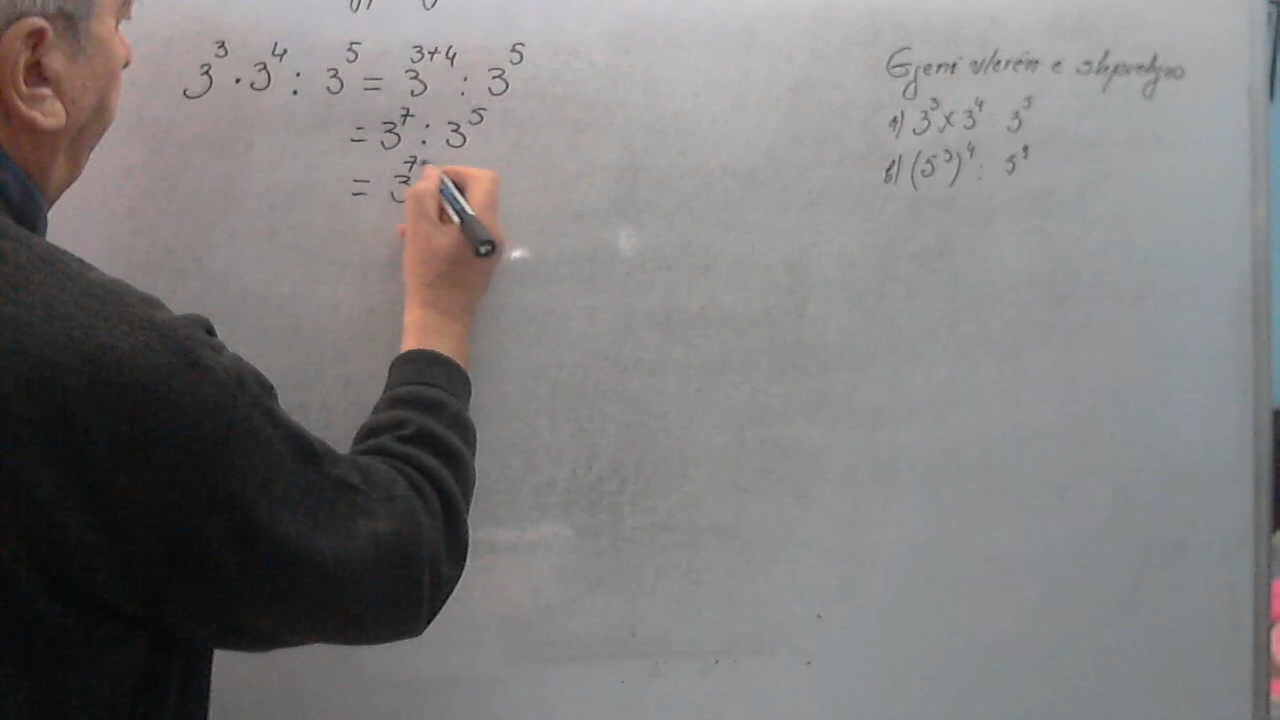 3³ · 3⁴ : 3⁵ = 3³⁺⁴ : 3⁵
= 3⁷ : 3⁵
= 3⁷
Gjeni vlerën e shprehjes
a) 3³ x 3⁴ 3⁵
b) (5³)⁴ : 5⁸